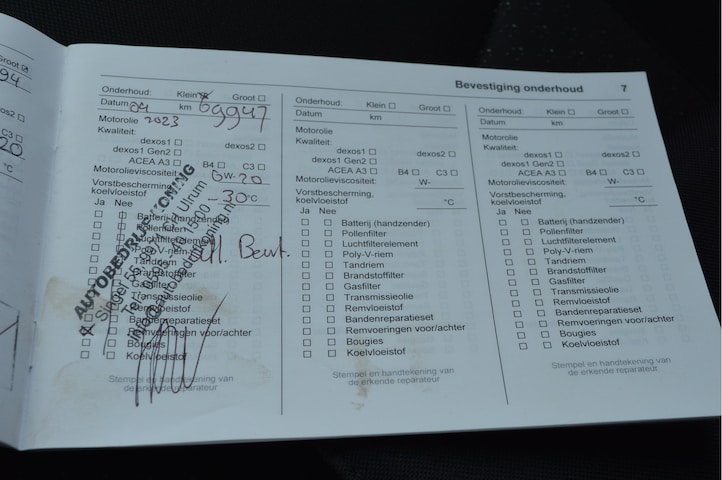 Groot
94
os2
C3
20
°C
Bevestiging onderhoud 7
Onderhoud: Klein Groot
Datum 04 km 69947
Motorolie 2023
Kwaliteit:
dexos1 dexos2
dexos1 Gen2
ACEA A3 B4 C3
Motorolieviscositeit: 0W-20
Vorstbescherming,
koelvloeistof -30°C
Ja Nee
Batterij (handzender)
Pollenfilter
Luchtfilterelement
Poly-V-riem
Tandriem
Brandstoffilter
Gasfilter
Transmissieolie
Remvloeistof
Bandenreparatieset
Remvoeringen voor/achter
Bougies
Koelvloeistof
AUTOBEDRIJF KONING
Ulrum
Stempel en handtekening van
de erkende reparateur
Onderhoud: Klein Groot
Datum km
Motorolie
Kwaliteit:
dexos1 dexos2
dexos1 Gen2
ACEA A3 B4 C3
Motorolieviscositeit: W-
Vorstbescherming,
koelvloeistof °C
Ja Nee
Batterij (handzender)
Pollenfilter
Luchtfilterelement
Poly-V-riem
Tandriem
Brandstoffilter
Gasfilter
Transmissieolie
Remvloeistof
Bandenreparatieset
Remvoeringen voor/achter
Bougies
Koelvloeistof
Stempel en handtekening van
de erkende reparateur
Onderhoud: Klein Groot
Datum km
Motorolie
Kwaliteit:
dexos1 dexos2
dexos1 Gen2
ACEA A3 B4 C3
Motorolieviscositeit: W-
Vorstbescherming,
koelvloeistof °C
Ja Nee
Batterij (handzender)
Pollenfilter
Luchtfilterelement
Poly-V-riem
Tandriem
Brandstoffilter
Gasfilter
Transmissieolie
Remvloeistof
Bandenreparatieset
Remvoeringen voor/achter
Bougies
Koelvloeistof
Stempel en handtekening van
de erkende reparateur